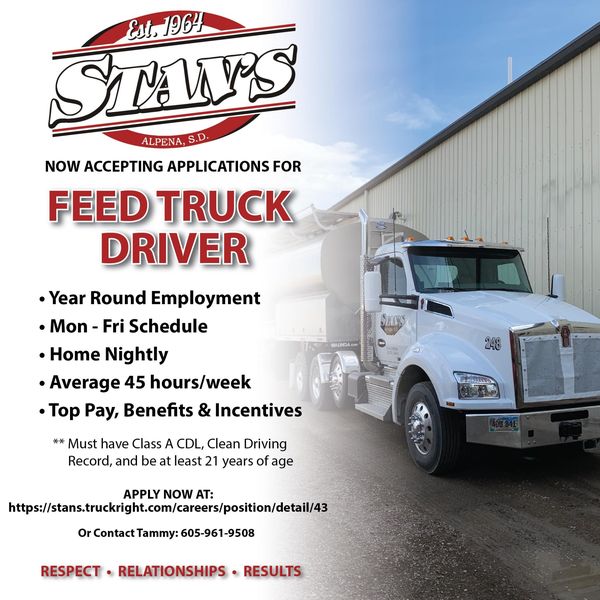 Est. 1964
STAN'S
ALPENA, S.D.
NOW ACCEPTING APPLICATIONS FOR
FEED TRUCK
DRIVER
• Year Round Employment
• Mon - Fri Schedule
• Home Nightly
• Average 45 hours/week
• Top Pay, Benefits & Incentives
** Must have Class A CDL, Clean Driving
Record, and be at least 21 years of age
APPLY NOW AT:
https://stans.truckright.com/careers/position/detail/43
Or Contact Tammy: 605-961-9508
RESPECT • RELATIONSHIPS • RESULTS
STAN'S
248